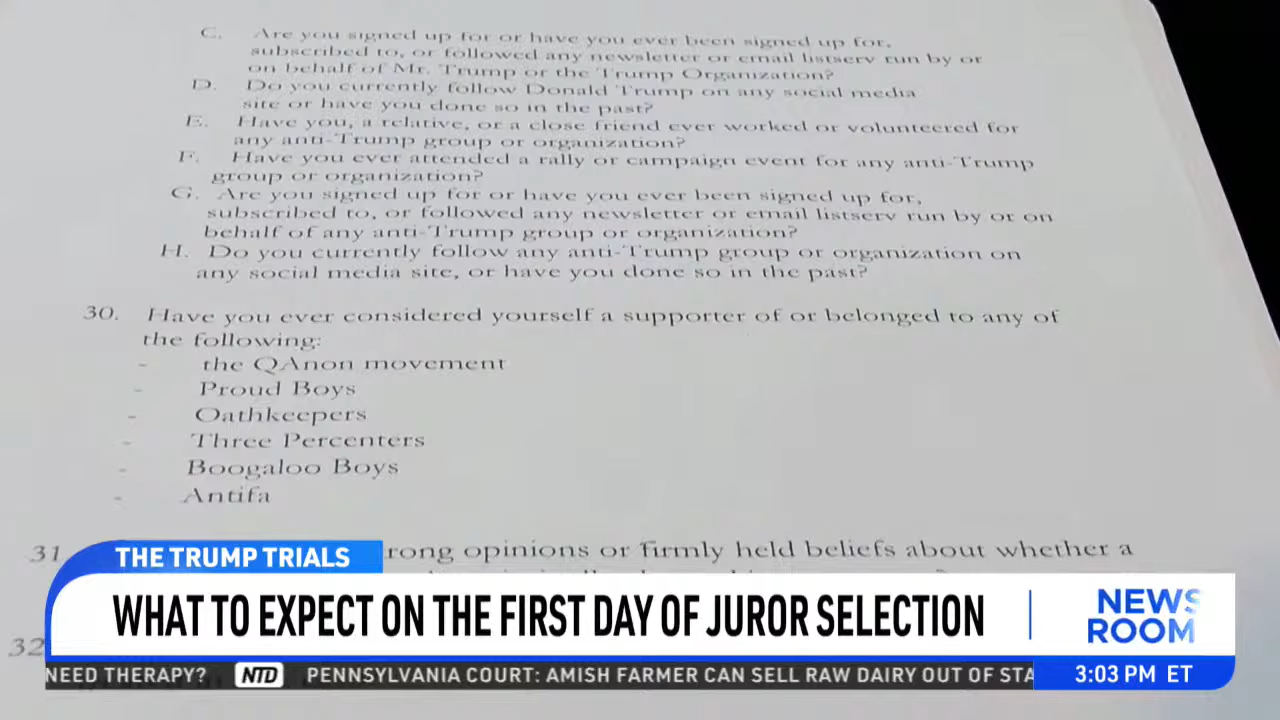 C. Are you signed up for or have you ever been signed up for,
subscribed to, or followed any newsletter or email listserv run by or
on behalf of Mr. Trump or the Trump Organization?
D. Do you currently follow Donald Trump on any social media
site or have you done so in the past?
E. Have you, a relative, or a close friend ever worked or volunteered for
any anti-Trump group or organization?
F. Have you ever attended a rally or campaign event for any anti-Trump
group or organization?
G. Are you signed up for or have you ever been signed up for,
subscribed to, or followed any newsletter or email listserv run by or on
behalf of any anti-Trump group or organization?
H. Do you currently follow any anti-Trump group or organization on
any social media site, or have you done so in the past?
30. Have you ever considered yourself a supporter of or belonged to any of
the following:
- the QAnon movement
- Proud Boys
- Oathkeepers
- Three Percenters
- Boogaloo Boys
- Antifa
31 rong opinions or firmly held beliefs about whether a
THE TRUMP TRIALS
WHAT TO EXPECT ON THE FIRST DAY OF JUROR SELECTION
NEWS
ROOM
32
NEED THERAPY? NTD PENNSYLVANIA COURT: AMISH FARMER CAN SELL RAW DAIRY OUT OF STA
3:03 PM ET